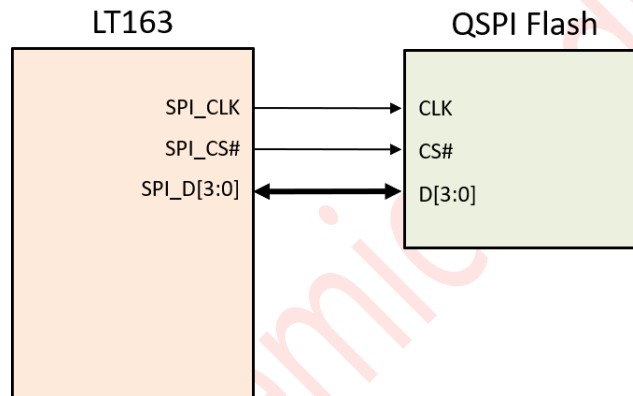 LT163
QSPI Flash
SPI_CLK
CLK
SPI_CS#
CS#
SPI_D[3:0]
D[3:0]